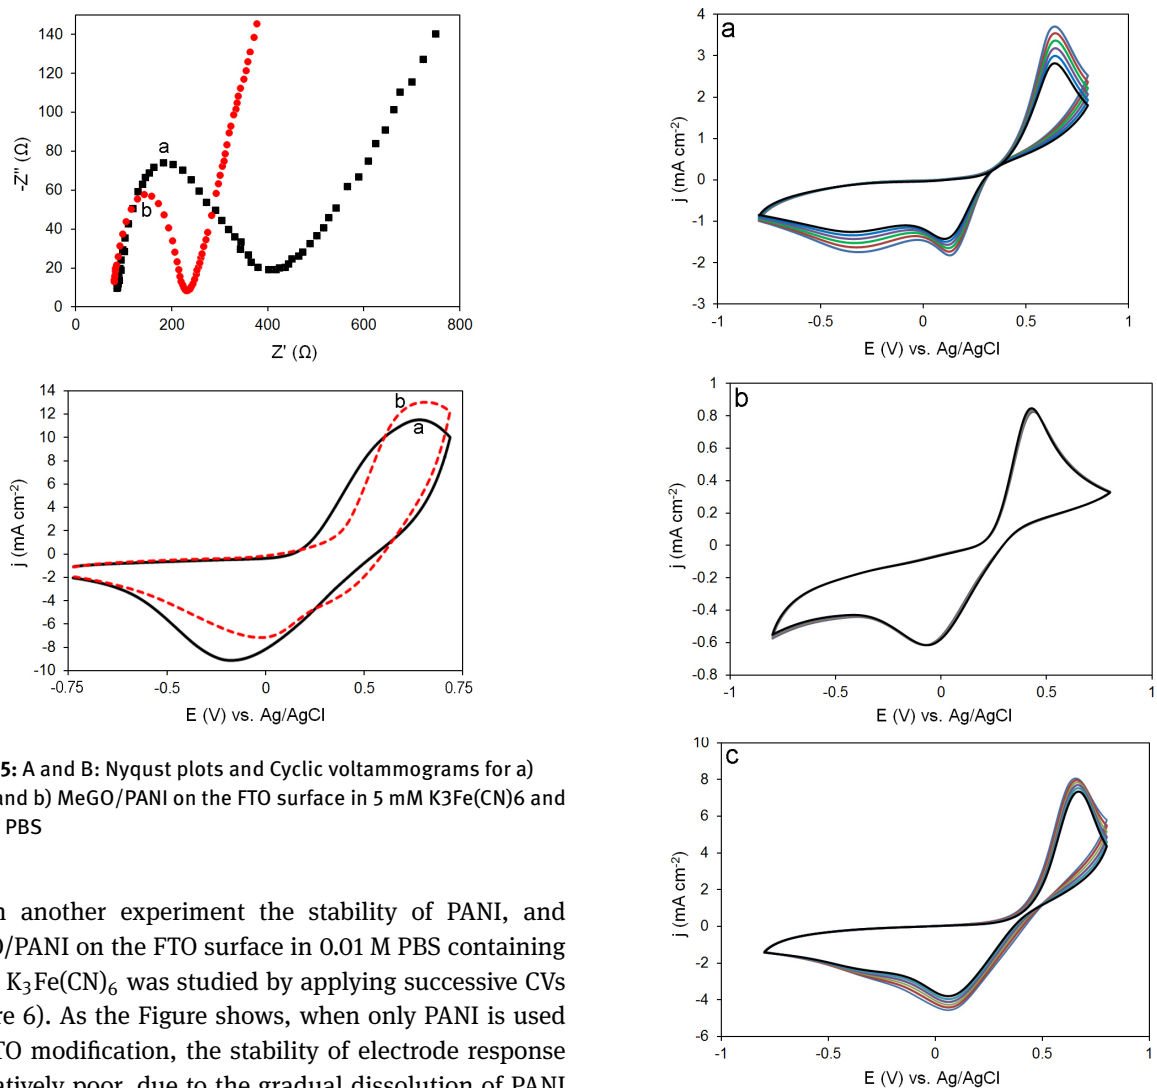 140
120
100
80
60
40
20
0
-Z" (Ω)
a
b
0 200 400 600 800
Z' (Ω)
14
12
10
8
6
4
2
0
-2
-4
-6
-8
-10
j (mA cm-2)
b
a
-0.75 -0.5 0 0.5 0.75
E (V) vs. Ag/AgCl
5: A and B: Nyqust plots and Cyclic voltammograms for a)
and b) MeGO/PANI on the FTO surface in 5 mM K3Fe(CN)6 and
PBS
n another experiment the stability of PANI, and
O/PANI on the FTO surface in 0.01 M PBS containing
K3Fe(CN)6 was studied by applying successive CVs
re 6). As the Figure shows, when only PANI is used
TO modification, the stability of electrode response
atively poor, due to the gradual dissolution of PANI
a
4
3
2
1
0
-1
-2
-3
j (mA cm-2)
-1 -0.5 0 0.5 1
E (V) vs. Ag/AgCl
b
1
0.8
0.6
0.4
0.2
0
-0.2
-0.4
-0.6
-0.8
j (mA cm-2)
-1 -0.5 0 0.5 1
E (V) vs. Ag/AgCl
c
10
8
6
4
2
0
-2
-4
-6
j (mA cm-2)
-1 -0.5 0 0.5 1
E (V) vs. Ag/AgCl